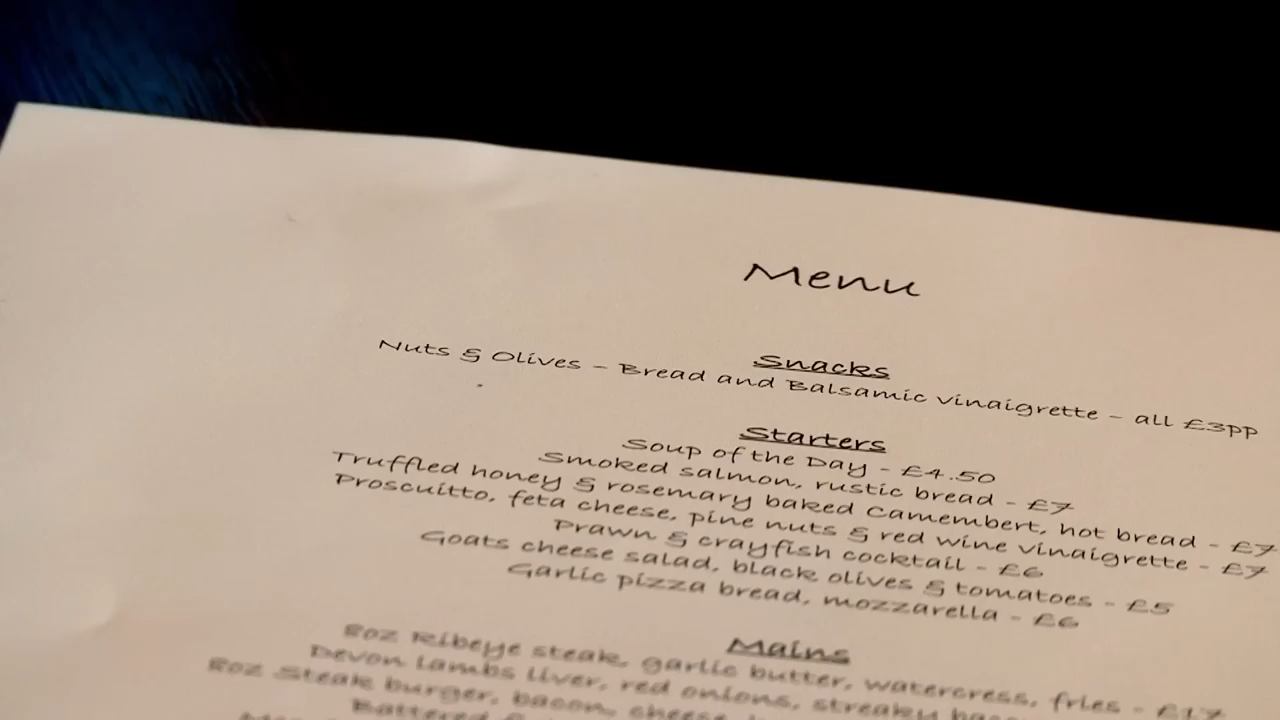 Menu
Snacks
Nuts & Olives – Bread and Balsamic vinaigrette – all £3pp
Starters
Soup of the Day - £4.50
Smoked salmon, rustic bread - £7
Truffled honey & rosemary baked Camembert, hot bread - £7
Proscuitto, feta cheese, pine nuts & red wine vinaigrette - £7
Prawn & crayfish cocktail - £6
Goats cheese salad, black olives & tomatoes - £5
Garlic pizza bread, mozzarella - £6
Mains
8oz Ribeye steak, garlic butter, watercress, fries - £17
Devon lambs liver, red onions, streaky
8oz Steak burger, bacon, cheese,
Battered